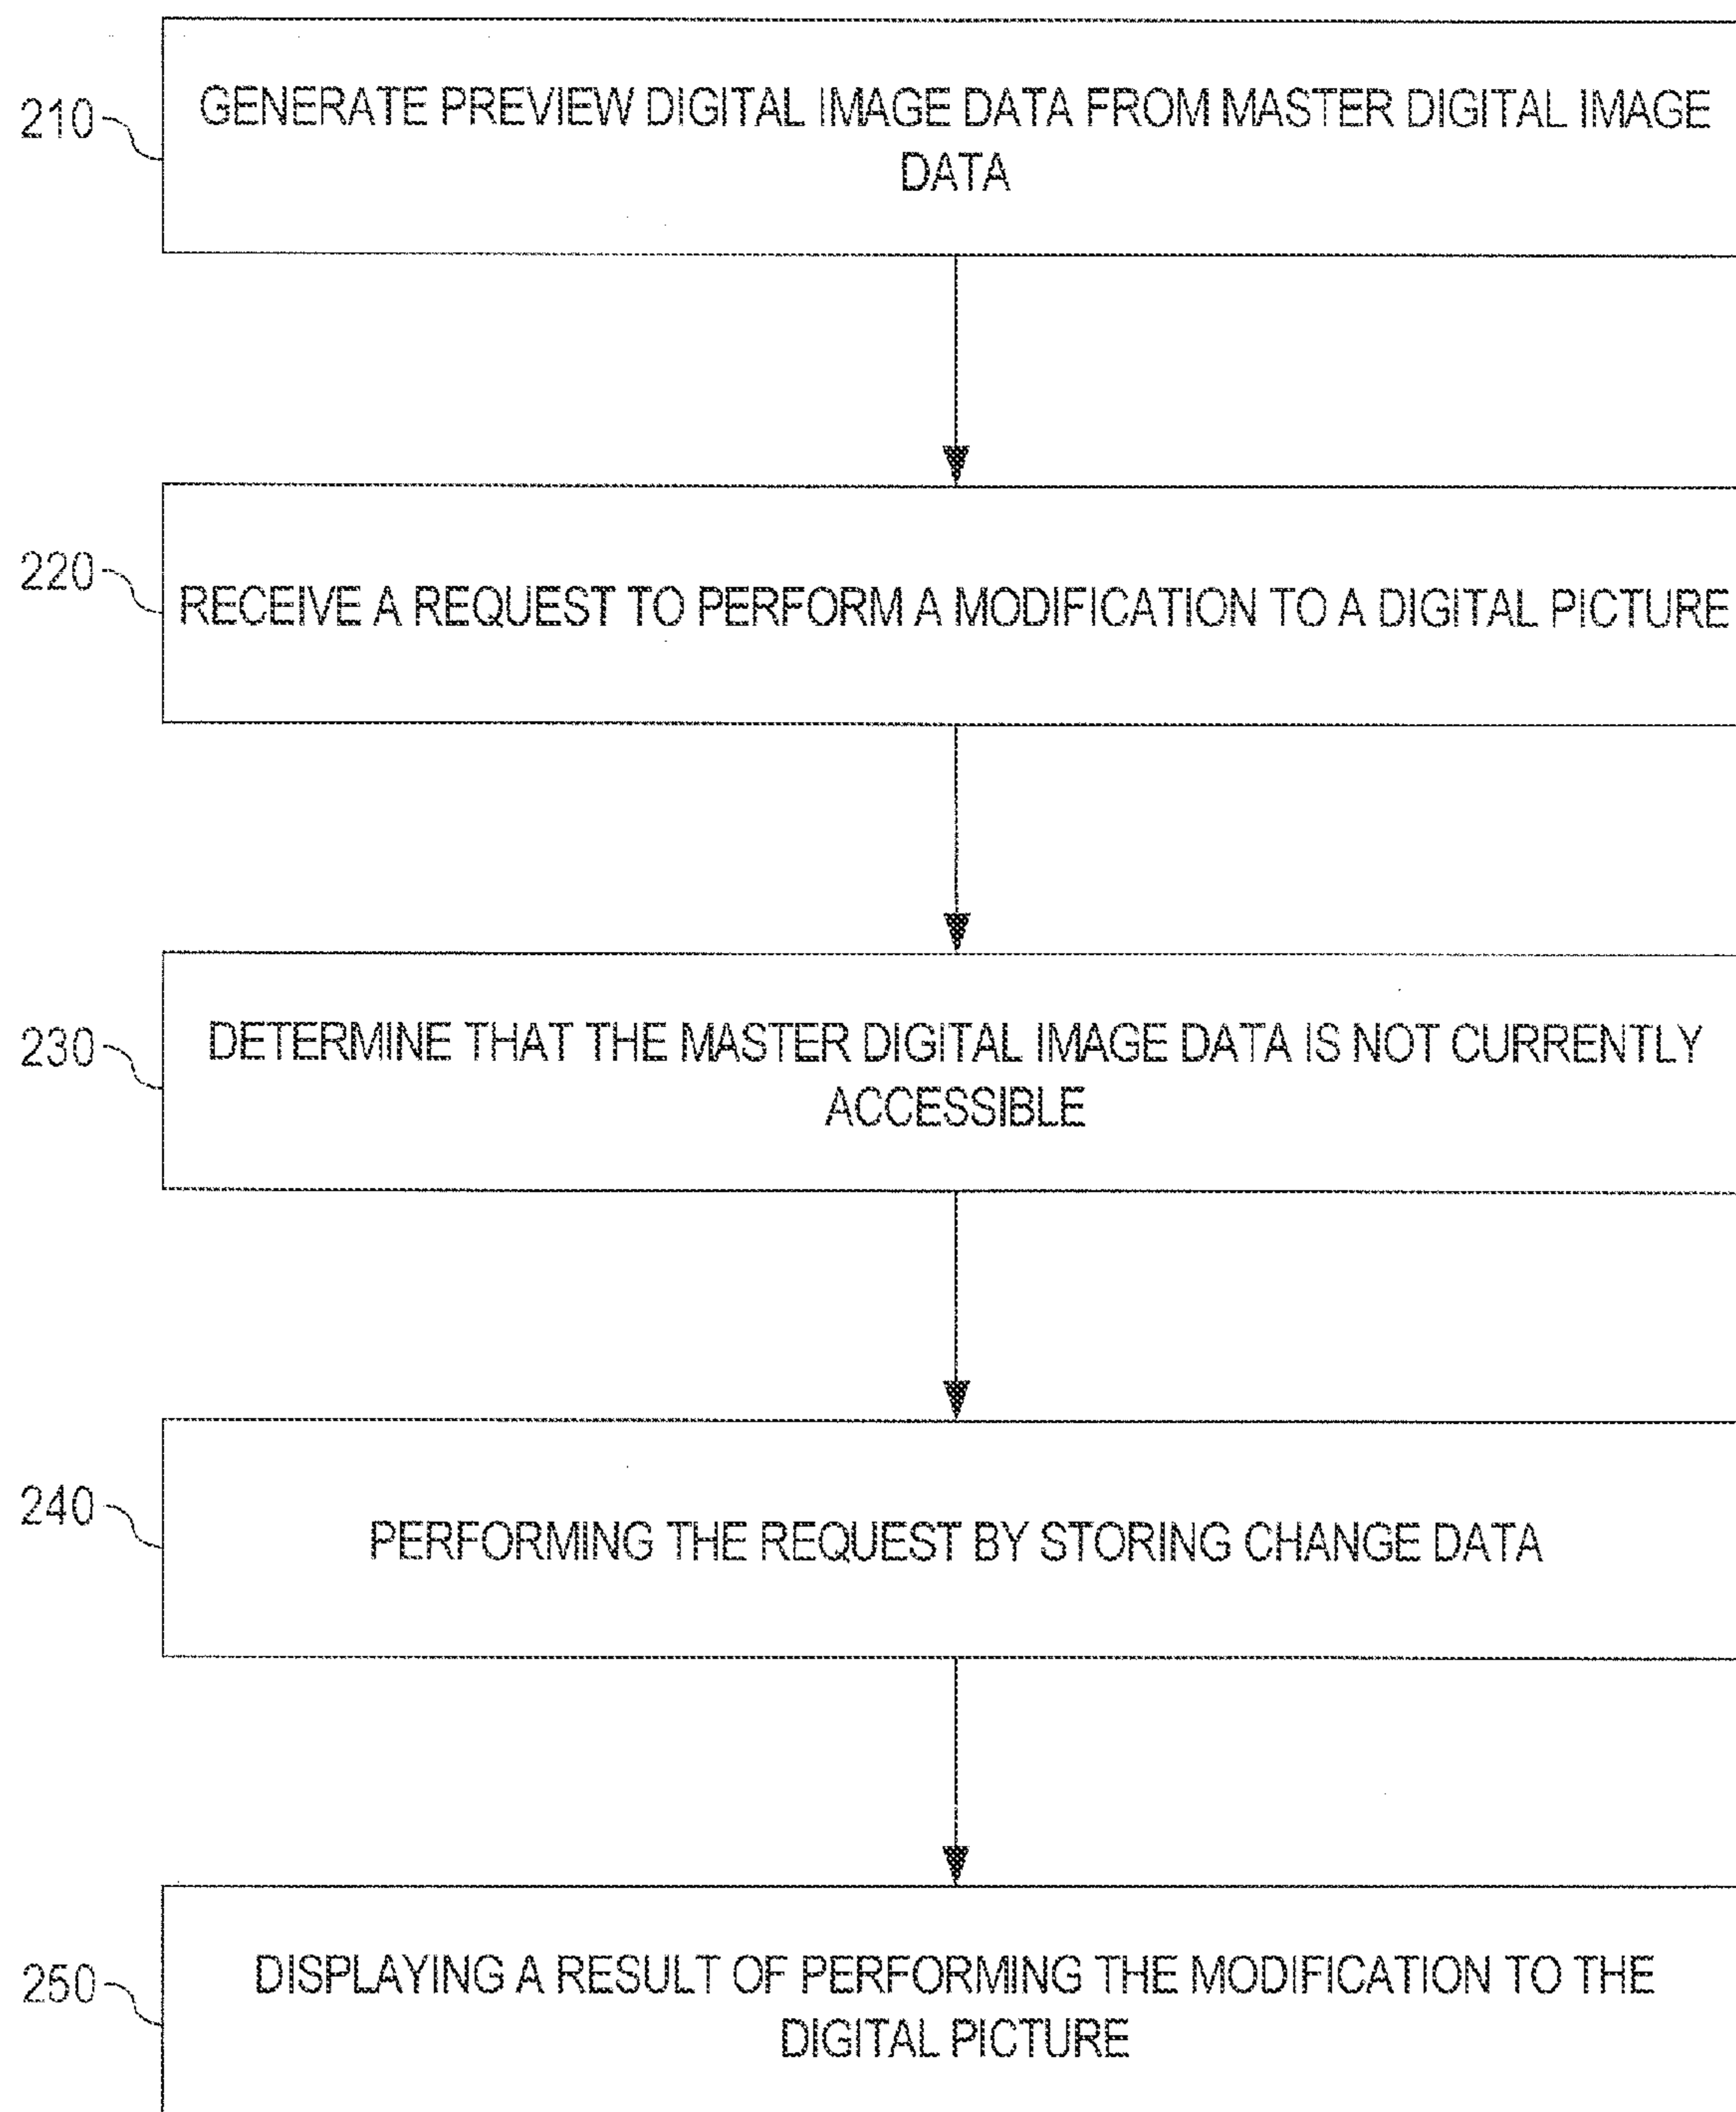 210
GENERATE PREVIEW DIGITAL IMAGE DATA FROM MASTER DIGITAL IMAGE
DATA
220
RECEIVE A REQUEST TO PERFORM A MODIFICATION TO A DIGITAL PICTURE
230
DETERMINE THAT THE MASTER DIGITAL IMAGE DATA IS NOT CURRENTLY
ACCESSIBLE
240
PERFORMING THE REQUEST BY STORING CHANGE DATA
250
DISPLAYING A RESULT OF PERFORMING THE MODIFICATION TO THE
DIGITAL PICTURE